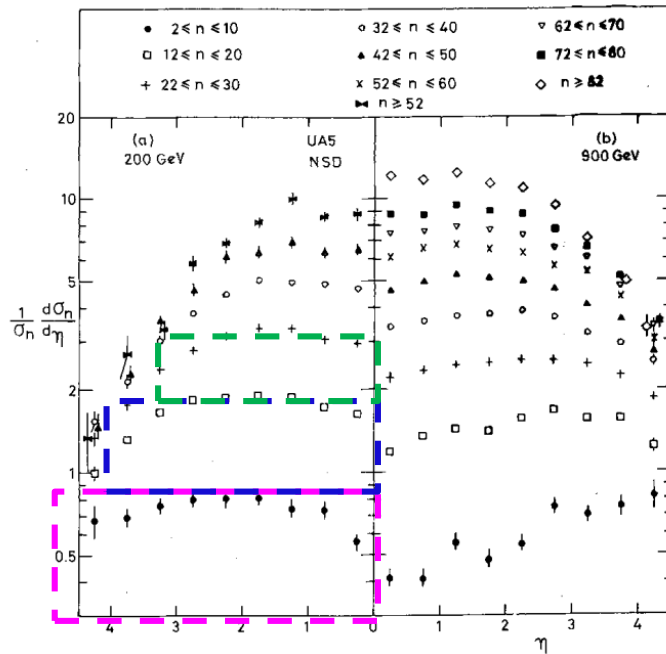 2 ≤ n ≤ 10 32 ≤ n ≤ 40 62 ≤ n ≤ 70
12 ≤ n ≤ 20 42 ≤ n ≤ 50 72 ≤ n ≤ 80
22 ≤ n ≤ 30 52 ≤ n ≤ 60 n ≥ 82
n ≥ 52
20
(a) UA5 (b)
200 GeV NSD 900 GeV
10
5
1/σn dσn/dη
2
1
0.5
4 3 2 1 0 1 2 3 4
η